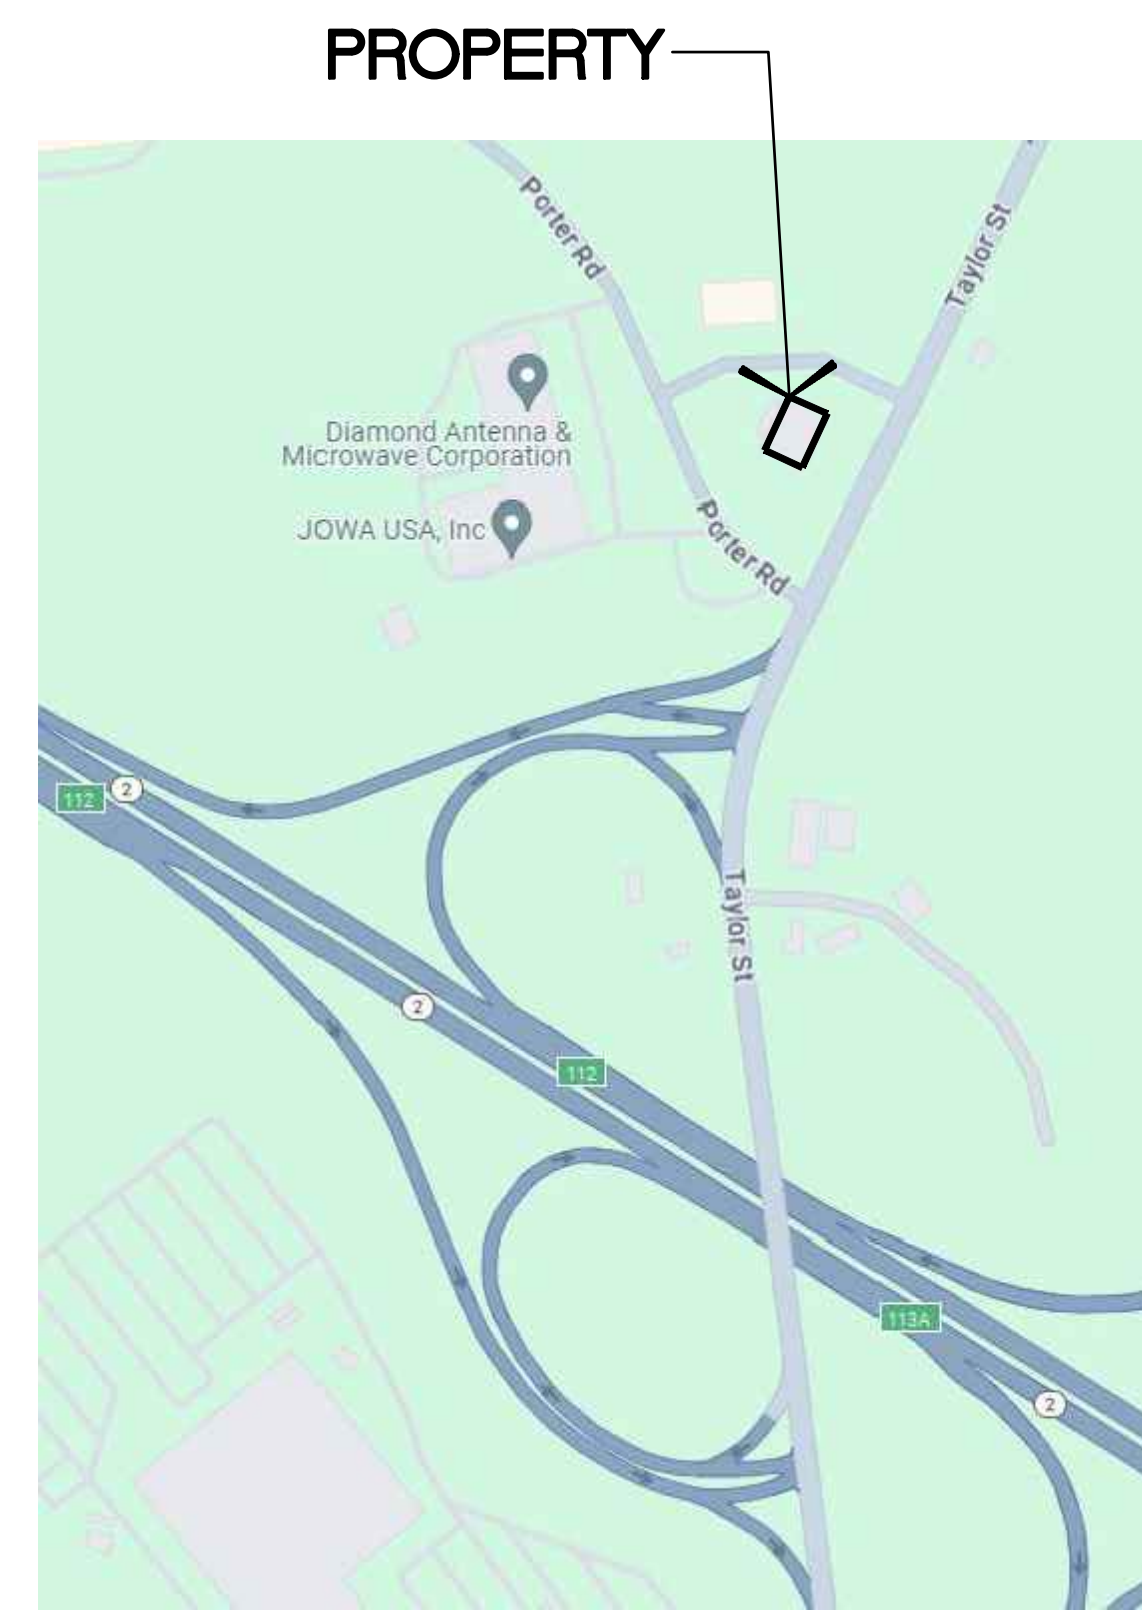 PROPERTY
Porter Rd
Taylor St
Diamond Antenna &
Microwave Corporation
JOWA USA, Inc
Porter Rd
112
2
Taylor St
2
112
113A
2